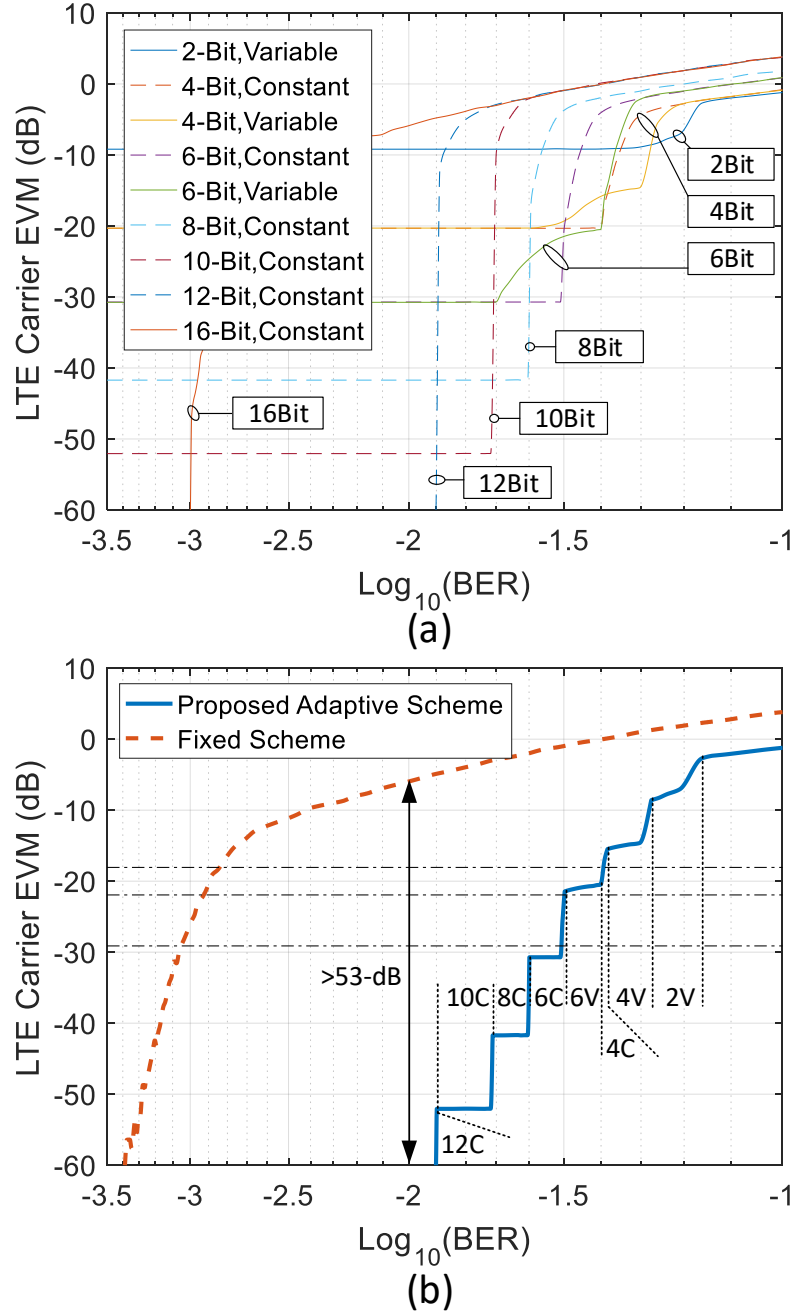 10
0
-10
-20
-30
-40
-50
-60
LTE Carrier EVM (dB)
2-Bit,Variable
4-Bit,Constant
4-Bit,Variable
6-Bit,Constant
6-Bit,Variable
8-Bit,Constant
10-Bit,Constant
12-Bit,Constant
16-Bit,Constant
2Bit
4Bit
6Bit
8Bit
16Bit
10Bit
12Bit
-3.5 -3 -2.5 -2 -1.5 -1
Log10(BER)
(a)
10
0
-10
-20
-30
-40
-50
-60
LTE Carrier EVM (dB)
Proposed Adaptive Scheme
Fixed Scheme
>53-dB
10C 8C 6C 6V 4V 2V
4C
12C
-3.5 -3 -2.5 -2 -1.5 -1
Log10(BER)
(b)